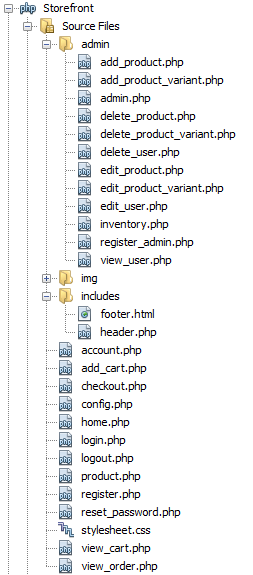 php Storefront
Source Files
admin
add_product.php
add_product_variant.php
admin.php
delete_product.php
delete_product_variant.php
delete_user.php
edit_product.php
edit_product_variant.php
edit_user.php
inventory.php
register_admin.php
view_user.php
img
includes
footer.html
header.php
account.php
add_cart.php
checkout.php
config.php
home.php
login.php
logout.php
product.php
register.php
reset_password.php
stylesheet.css
view_cart.php
view_order.php